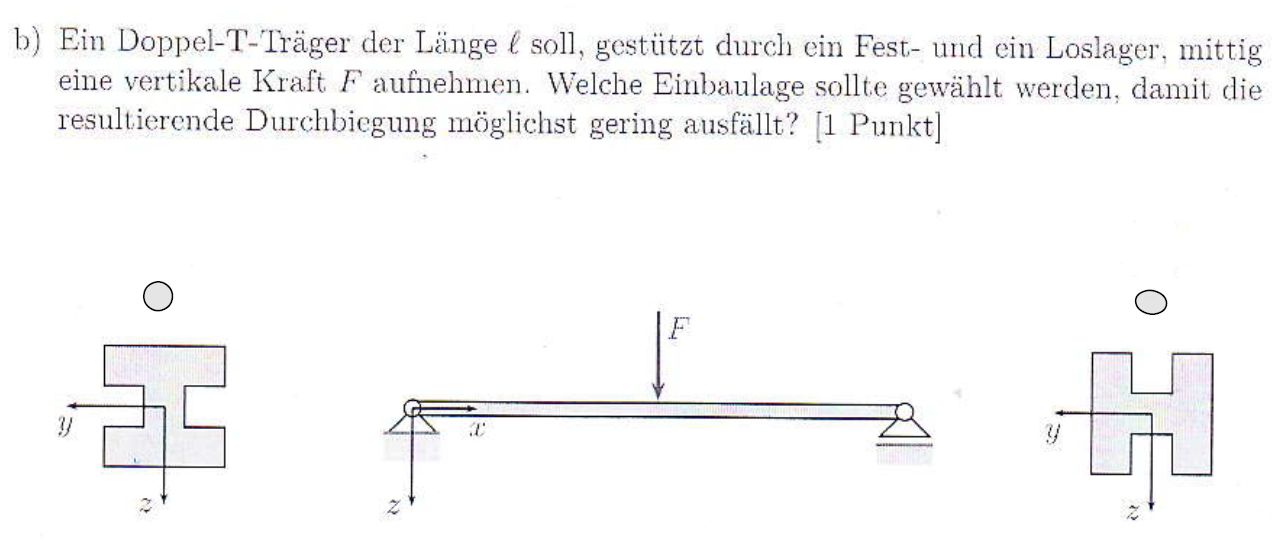 b) Ein Doppel-T-Träger der Länge ℓ soll, gestützt durch ein Fest- und ein Loslager, mittig
eine vertikale Kraft F aufnehmen. Welche Einbaulage sollte gewählt werden, damit die
resultierende Durchbiegung möglichst gering ausfällt? [1 Punkt]
F
y
x
y
z
z
z